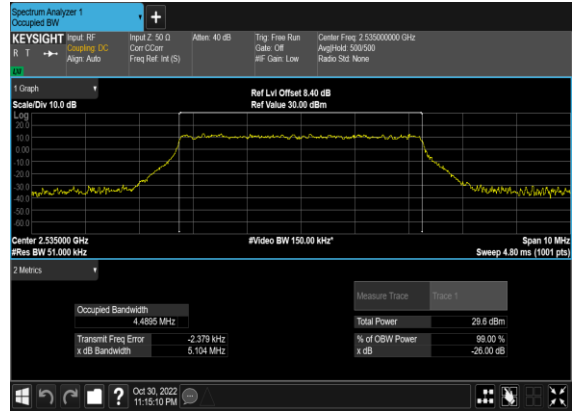 Spectrum Analyzer 1
Occupied BW
+
KEYSIGHT Input: RF Input Z: 50 Ω Atten: 40 dB Trig: Free Run Center Freq: 2.535000000 GHz
R T Coupling: DC Corr CCorr Gate: Off Avg|Hold: 500/500
Align: Auto Freq Ref: Int (S) #IF Gain: Low Radio Std: None
1 Graph
Ref Lvl Offset 8.40 dB
Scale/Div 10.0 dB Ref Value 30.00 dBm
Log
20.0
10.0
0.00
-10.0
-20.0
-30.0
-40.0
-50.0
-60.0
Center 2.535000 GHz #Video BW 150.00 kHz* Span 10 MHz
#Res BW 51.000 kHz Sweep 4.80 ms (1001 pts)
2 Metrics
Measure Trace Trace 1
Occupied Bandwidth
4.4895 MHz Total Power 29.6 dBm
Transmit Freq Error -2.379 kHz % of OBW Power 99.00 %
x dB Bandwidth 5.104 MHz x dB -26.00 dB
? Oct 30, 2022
11:15:10 PM